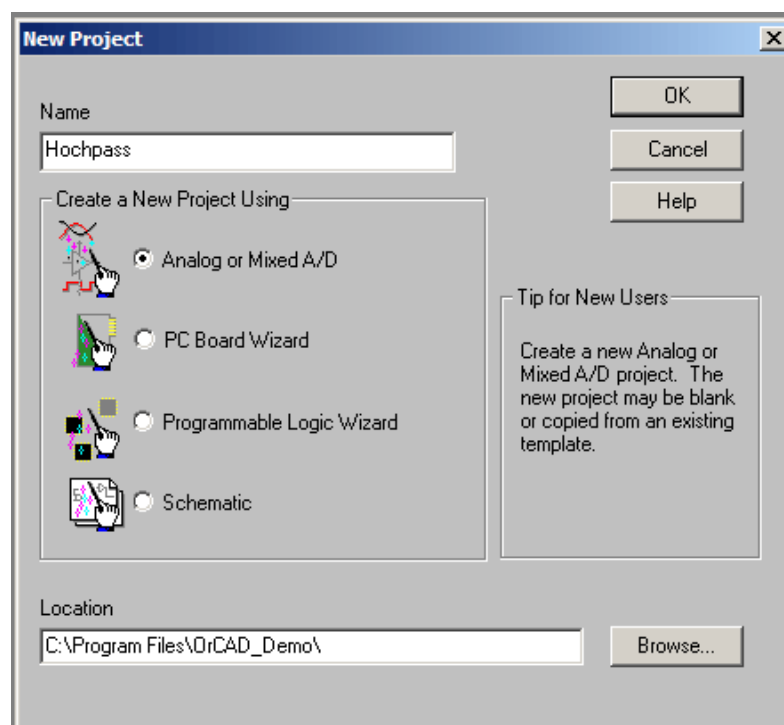 New Project
Name
Hochpass
OK
Cancel
Help
Create a New Project Using
Analog or Mixed A/D
PC Board Wizard
Programmable Logic Wizard
Schematic
Tip for New Users
Create a new Analog or
Mixed A/D project. The
new project may be blank
or copied from an existing
template.
Location
C:\Program Files\OrCAD_Demo\
Browse...